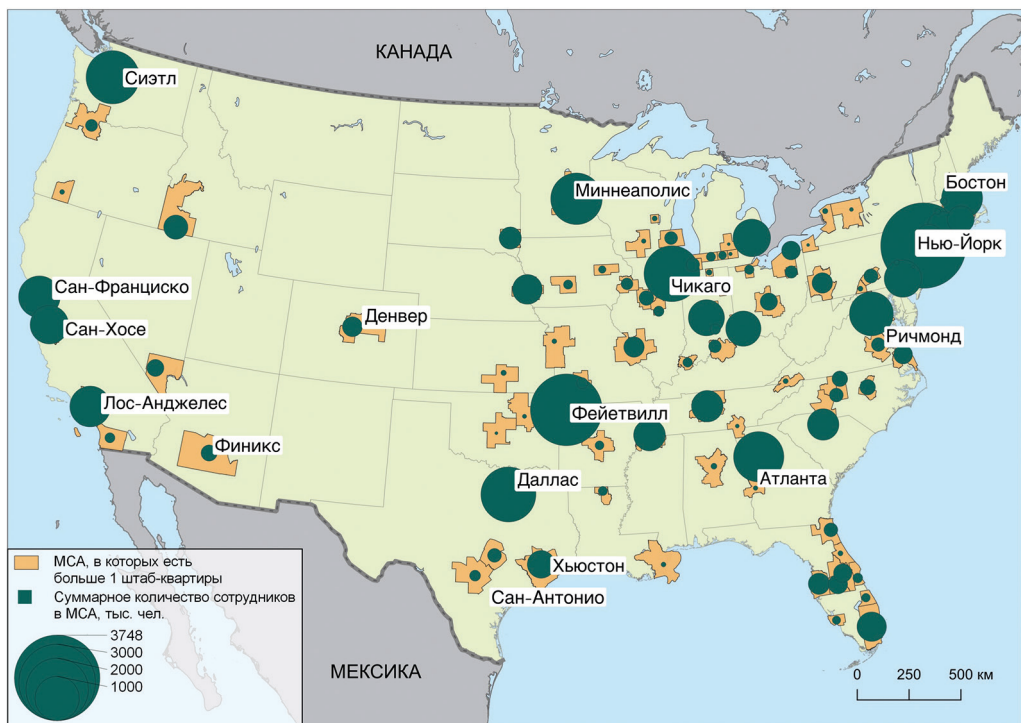 КАНАДА
Сиэтл
Миннеаполис
Бостон
Нью-Йорк
Сан-Франциско
Чикаго
Денвер
Сан-Хосе
Ричмонд
Лос-Анджелес
Фейетвилл
Финикс
Даллас
Атланта
Хьюстон
Сан-Антонио
МЕКСИКА
МСА, в которых есть
больше 1 штаб-квартиры
Суммарное количество сотрудников
в МСА, тыс. чел.
3748
3000
2000
1000
0 250 500 км